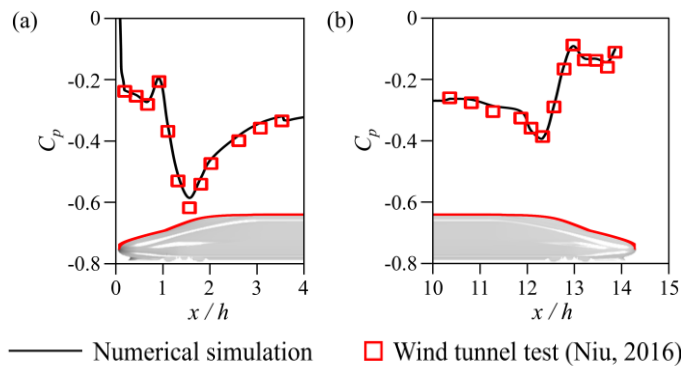 (a)
0
-0.2
-0.4
-0.6
-0.8
Cp
0 1 2 3 4
x / h
(b)
0
-0.2
-0.4
-0.6
-0.8
Cp
10 11 12 13 14 15
x / h
Numerical simulation
Wind tunnel test (Niu, 2016)